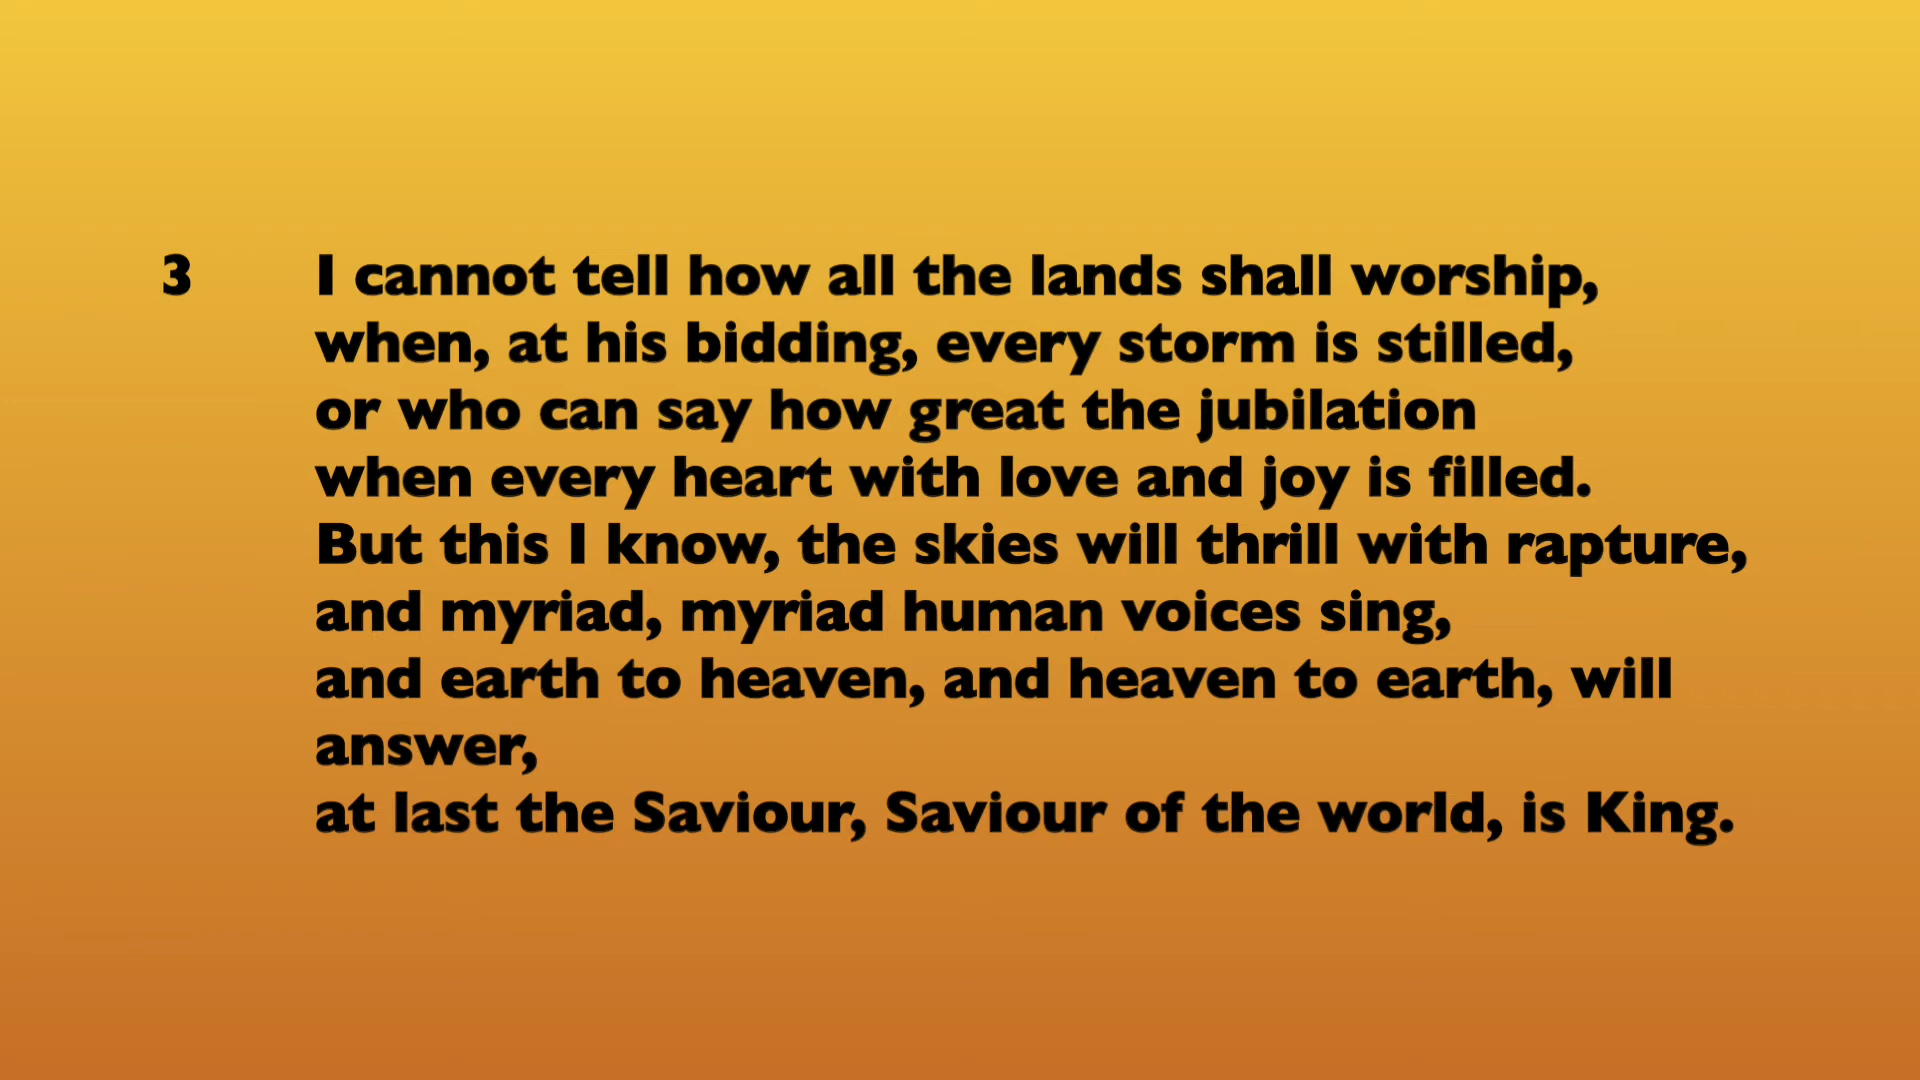 3 I cannot tell how all the lands shall worship,
when, at his bidding, every storm is stilled,
or who can say how great the jubilation
when every heart with love and joy is filled.
But this I know, the skies will thrill with rapture,
and myriad, myriad human voices sing,
and earth to heaven, and heaven to earth, will
answer,
at last the Saviour, Saviour of the world, is King.